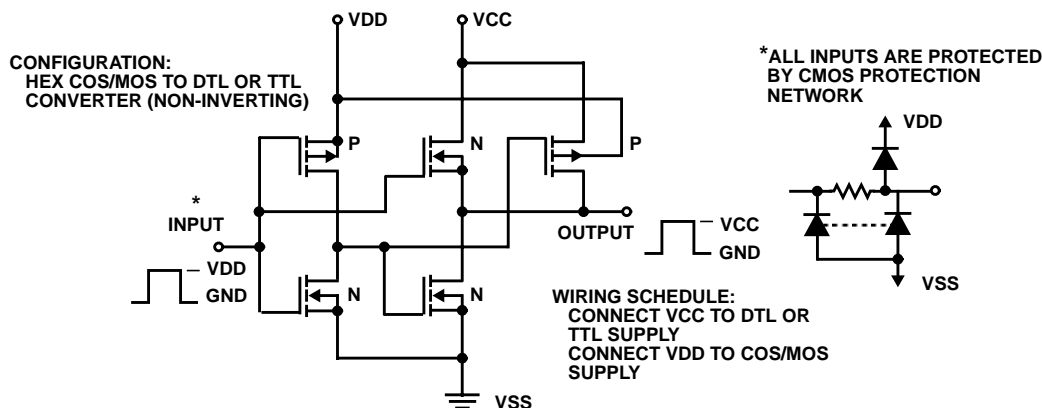 VDD
VCC
CONFIGURATION:
HEX COS/MOS TO DTL OR TTL
CONVERTER (NON-INVERTING)
*ALL INPUTS ARE PROTECTED
BY CMOS PROTECTION
NETWORK
VDD
P
N
P
*
INPUT
OUTPUT
VCC
GND
VDD
GND
N
N
VSS
WIRING SCHEDULE:
CONNECT VCC TO DTL OR
TTL SUPPLY
CONNECT VDD TO COS/MOS
SUPPLY
VSS